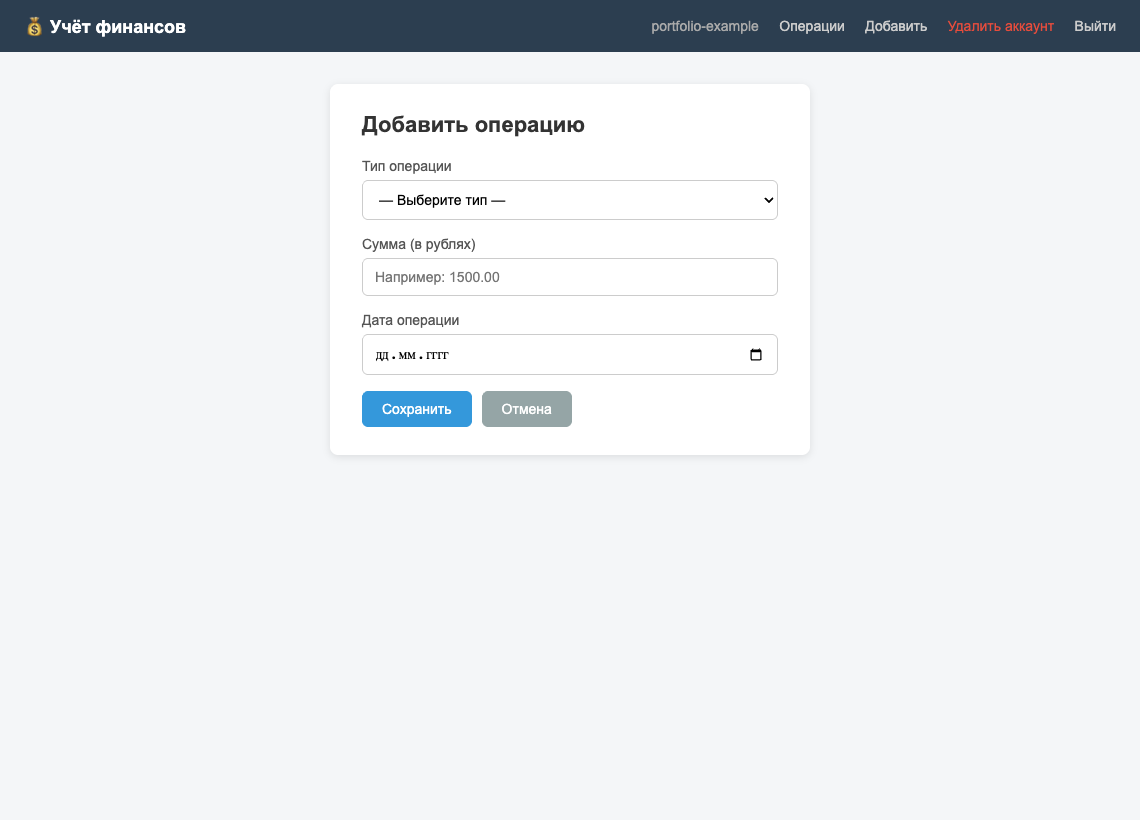 Учёт финансов
portfolio-example Операции Добавить Удалить аккаунт Выйти
Добавить операцию
Тип операции
— Выберите тип —
Сумма (в рублях)
Например: 1500.00
Дата операции
дд.мм.гггг
Сохранить Отмена